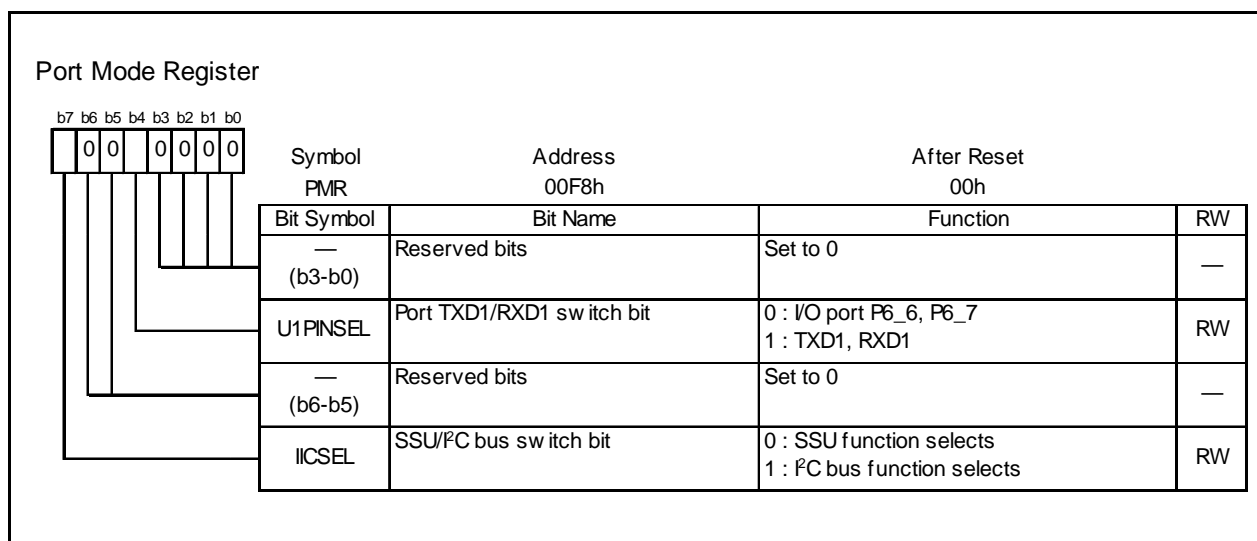 Port Mode Register
b7 b6 b5 b4 b3 b2 b1 b0
0 0 0 0 0 0
Symbol Address After Reset
PMR 00F8h 00h
Bit Symbol Bit Name Function RW
— Reserved bits Set to 0 —
(b3-b0)
U1PINSEL Port TXD1/RXD1 switch bit 0 : I/O port P6_6, P6_7 RW
1 : TXD1, RXD1
— Reserved bits Set to 0 —
(b6-b5)
IICSEL SSU/I²C bus switch bit 0 : SSU function selects RW
1 : I²C bus function selects